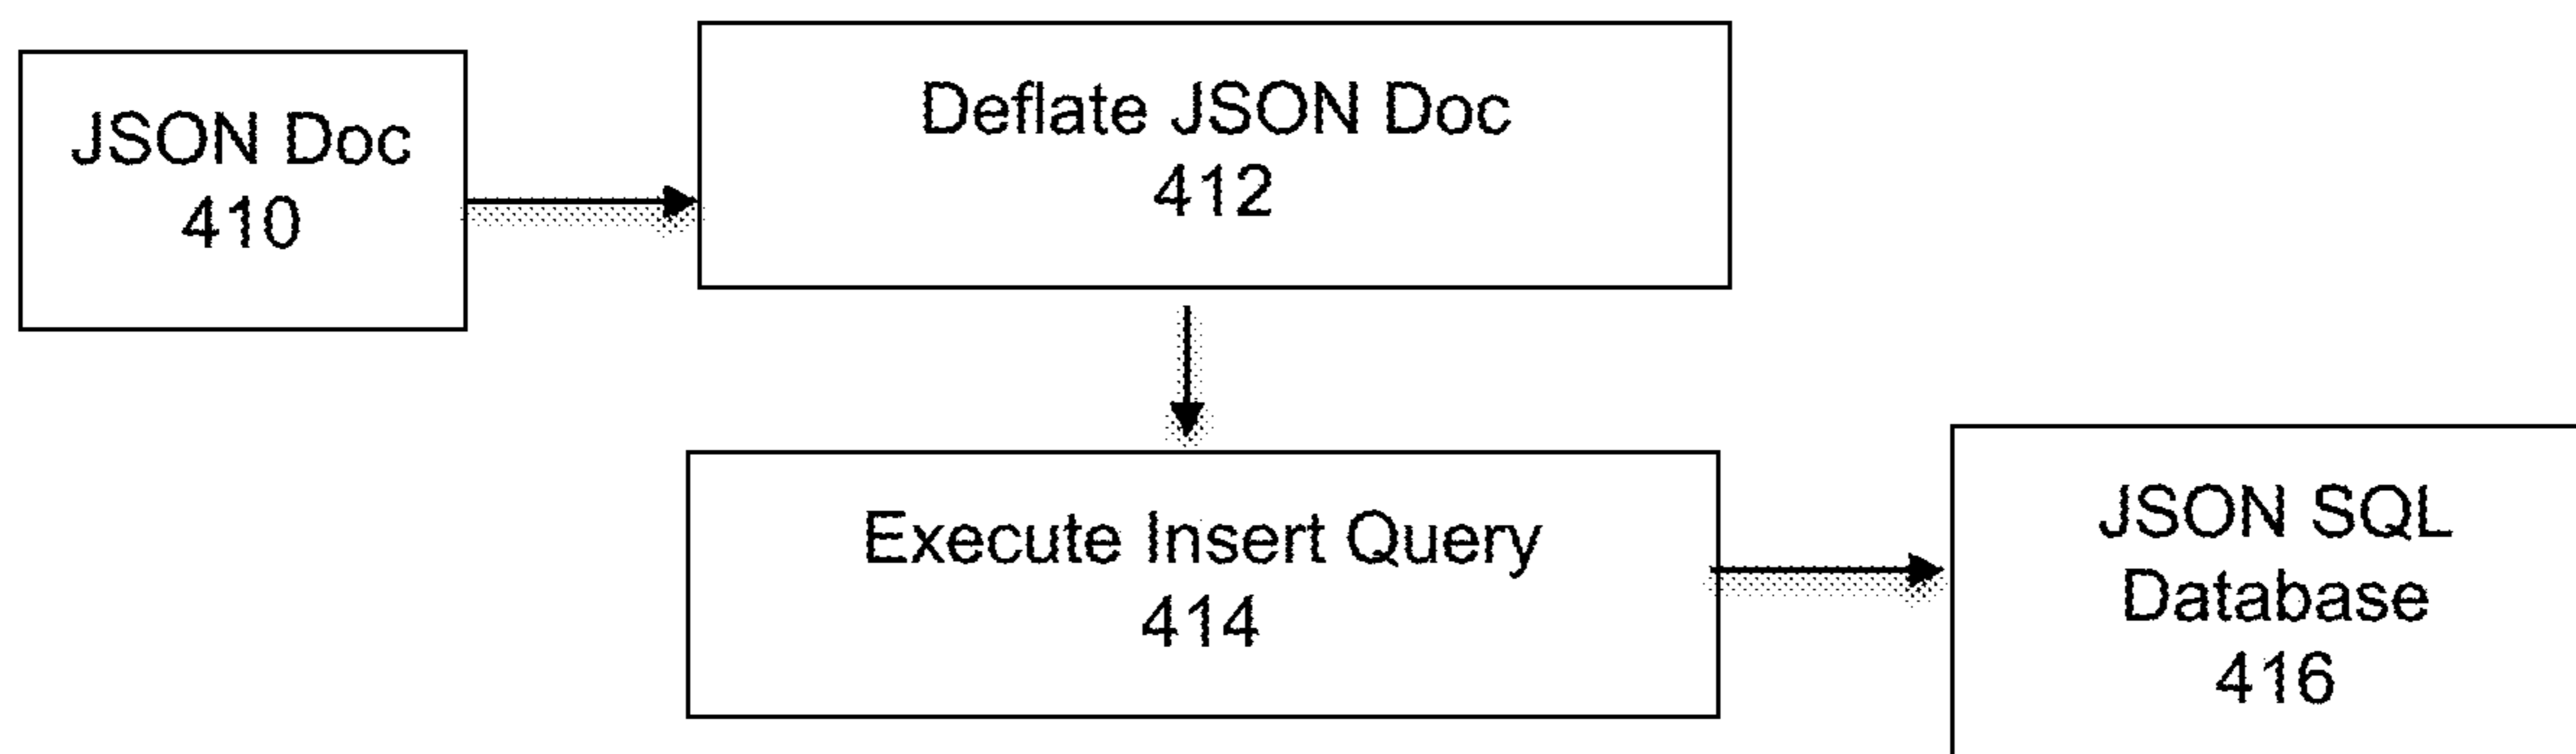 JSON Doc
410
Deflate JSON Doc
412
Execute Insert Query
414
JSON SQL
Database
416